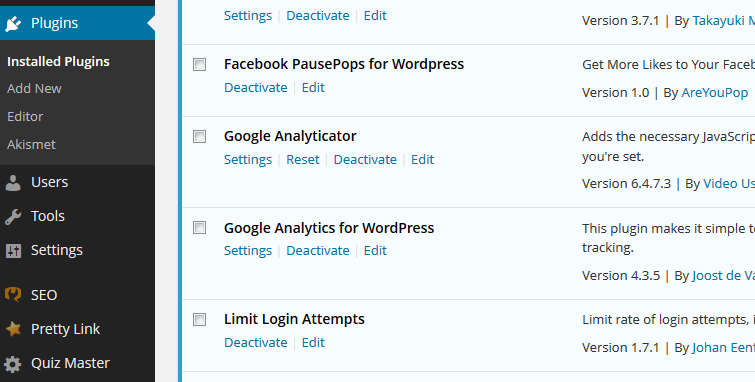 Plugins
Installed Plugins
Add New
Editor
Akismet
Users
Tools
Settings
SEO
Pretty Link
Quiz Master
Settings | Deactivate | Edit
Version 3.7.1 | By Takayuki M
Facebook PausePops for Wordpress
Get More Likes to Your Faceb
Deactivate | Edit
Version 1.0 | By AreYouPop
Google Analyticator
Adds the necessary JavaScrip
Settings | Reset | Deactivate | Edit
you're set.
Version 6.4.7.3 | By Video Us
Google Analytics for WordPress
This plugin makes it simple to
Settings | Deactivate | Edit
tracking.
Version 4.3.5 | By Joost de Va
Limit Login Attempts
Limit rate of login attempts, i
Deactivate | Edit
Version 1.7.1 | By Johan Eenf